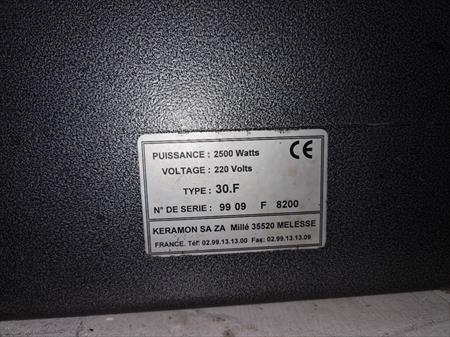 PUISSANCE : 2500 Watts CE
VOLTAGE : 220 Volts
TYPE : 30.F
N° DE SERIE : 99 09 F 8200
KERAMON SA ZA Millé 35520 MELESSE
FRANCE. Tél: 02.99.13.13.00 Fax: 02.99.13.13.09